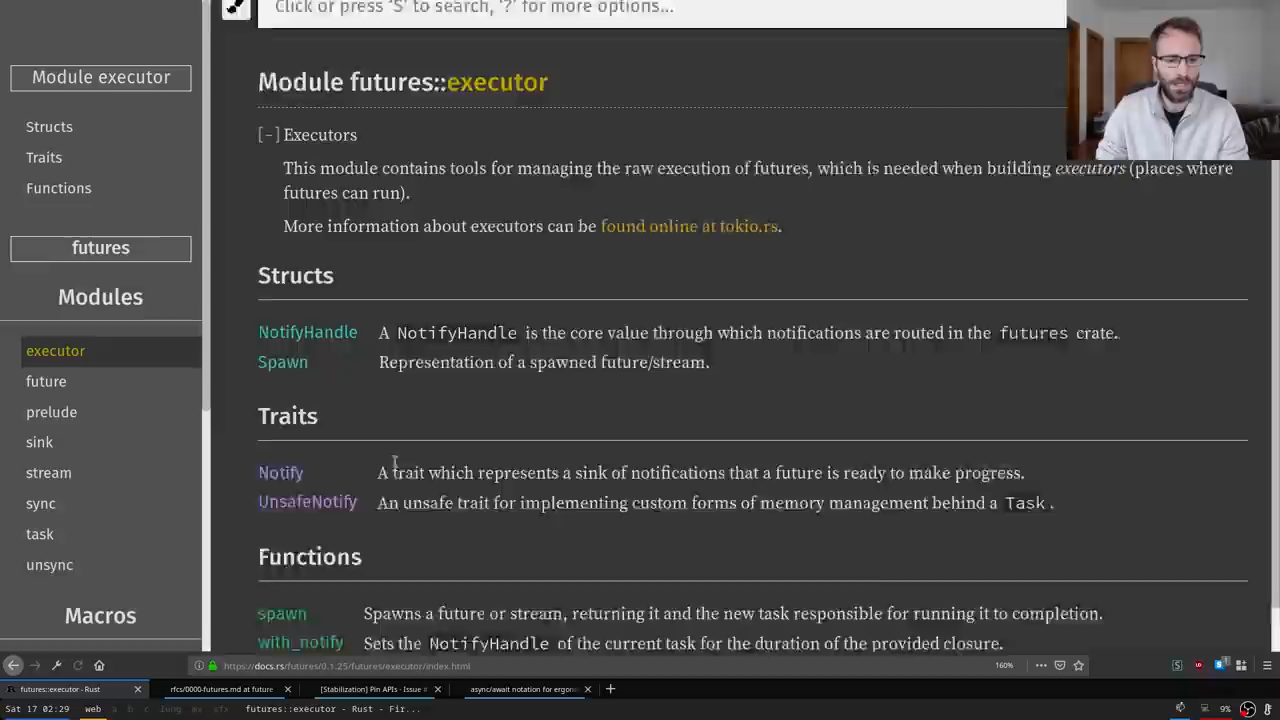 Click or press 'S' to search, '?' for more options...
Module executor
Structs
Traits
Functions
futures
Modules
executor
future
prelude
sink
stream
sync
task
unsync
Macros
Module futures::executor
[-] Executors
This module contains tools for managing the raw execution of futures, which is needed when building executors (places where
futures can run).
More information about executors can be found online at tokio.rs.
Structs
NotifyHandle A NotifyHandle is the core value through which notifications are routed in the futures crate.
Spawn Representation of a spawned future/stream.
Traits
Notify A trait which represents a sink of notifications that a future is ready to make progress.
UnsafeNotify An unsafe trait for implementing custom forms of memory management behind a Task.
Functions
spawn Spawns a future or stream, returning it and the new task responsible for running it to completion.
with_notify Sets the NotifyHandle of the current task for the duration of the provided closure.
https://docs.rs/futures/0.1.25/futures/executor/index.html 160%
futures::executor - Rust rfcs/0000-futures.md at future [Stabilization] Pin APIs · Issue # async/await notation for ergon
Sat 17 02:29 web a h c lung mx sfx futures::executor - Rust - Fir... 9%